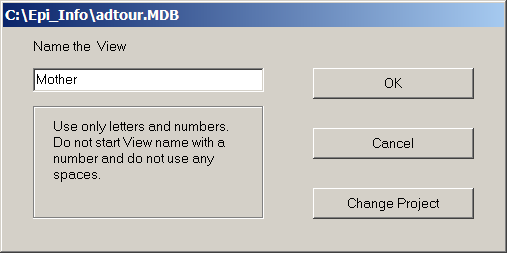 C:\Epi_Info\adtour.MDB
Name the View
Mother
OK
Use only letters and numbers.
Do not start View name with a
number and do not use any
spaces.
Cancel
Change Project